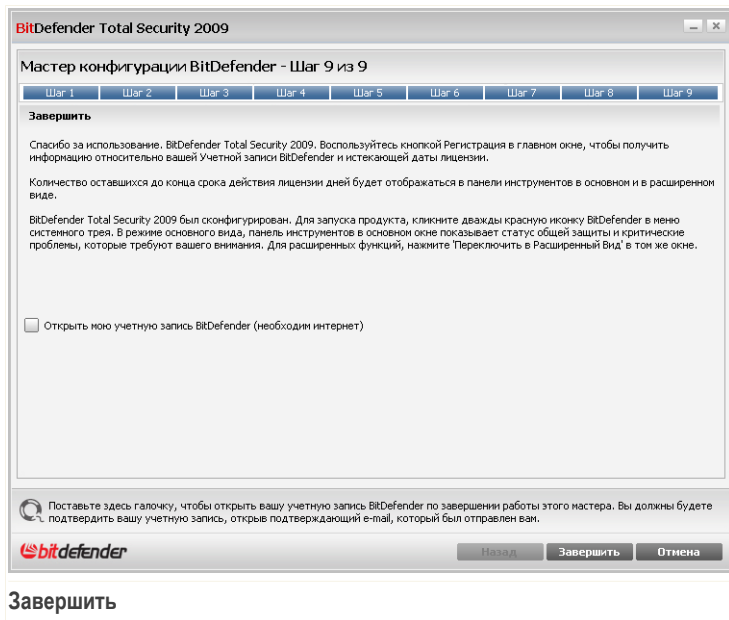 BitDefender Total Security 2009
Мастер конфигурации BitDefender - Шаг 9 из 9
Шаг 1 Шаг 2 Шаг 3 Шаг 4 Шаг 5 Шаг 6 Шаг 7 Шаг 8 Шаг 9
Завершить
Спасибо за использование. BitDefender Total Security 2009. Воспользуйтесь кнопкой Регистрация в главном окне, чтобы получить
информацию относительно вашей Учетной записи BitDefender и истекающей даты лицензии.
Количество оставшихся до конца срока действия лицензии дней будет отображаться в панели инструментов в основном и в расширенном
виде.
BitDefender Total Security 2009 был сконфигурирован. Для запуска продукта, кликните дважды красную иконку BitDefender в меню
системного трея. В режиме основного вида, панель инструментов в основном окне показывает статус общей защиты и критические
проблемы, которые требуют вашего внимания. Для расширенных функций, нажмите 'Переключить в Расширенный Вид' в том же окне.
Открыть мою учетную запись BitDefender (необходим интернет)
Поставьте здесь галочку, чтобы открыть вашу учетную запись BitDefender по завершении работы этого мастера. Вы должны будете
подтвердить вашу учетную запись, открыв подтверждающий e-mail, который был отправлен вам.
bitdefender
Назад Завершить Отмена
Завершить